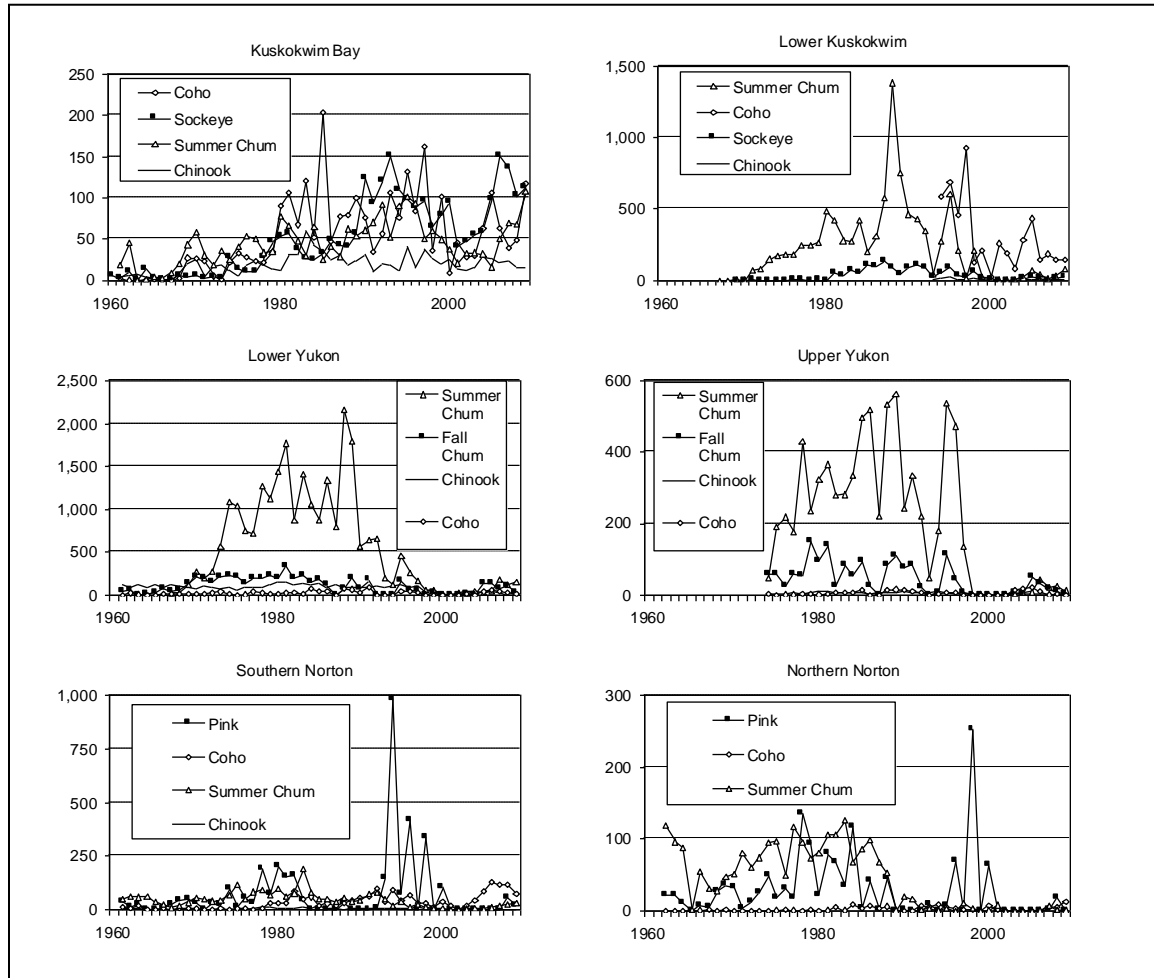 Kuskokwim Bay
250
200
150
100
50
0
1960
1980
2000
Coho
Sockeye
Summer Chum
Chinook
Lower Kuskokwim
1,500
1,000
500
0
1960
1980
2000
Summer Chum
Coho
Sockeye
Chinook
Lower Yukon
2,500
2,000
1,500
1,000
500
0
1960
1980
2000
Summer
Chum
Fall
Chum
Chinook
Coho
Upper Yukon
600
400
200
0
1960
1980
2000
Summer
Chum
Fall
Chum
Chinook
Coho
Southern Norton
1,000
750
500
250
0
1960
1980
2000
Pink
Coho
Summer Chum
Chinook
Northern Norton
300
200
100
0
1960
1980
2000
Pink
Coho
Summer Chum